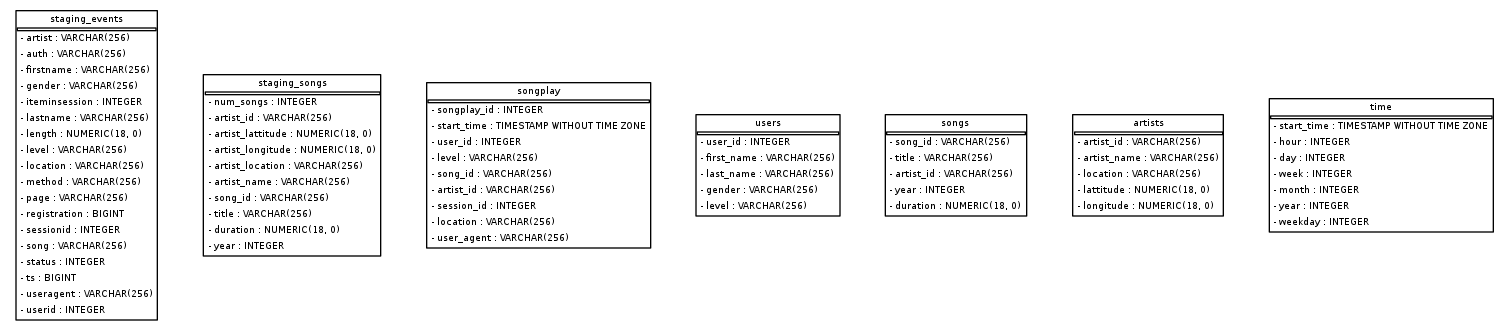 staging_events
- artist : VARCHAR(256)
- auth : VARCHAR(256)
- firstname : VARCHAR(256)
- gender : VARCHAR(256)
- iteminsession : INTEGER
- lastname : VARCHAR(256)
- length : NUMERIC(18, 0)
- level : VARCHAR(256)
- location : VARCHAR(256)
- method : VARCHAR(256)
- page : VARCHAR(256)
- registration : BIGINT
- sessionid : INTEGER
- song : VARCHAR(256)
- status : INTEGER
- ts : BIGINT
- useragent : VARCHAR(256)
- userid : INTEGER
staging_songs
- num_songs : INTEGER
- artist_id : VARCHAR(256)
- artist_lattitude : NUMERIC(18, 0)
- artist_longitude : NUMERIC(18, 0)
- artist_location : VARCHAR(256)
- artist_name : VARCHAR(256)
- song_id : VARCHAR(256)
- title : VARCHAR(256)
- duration : NUMERIC(18, 0)
- year : INTEGER
songplay
- songplay_id : INTEGER
- start_time : TIMESTAMP WITHOUT TIME ZONE
- user_id : INTEGER
- level : VARCHAR(256)
- song_id : VARCHAR(256)
- artist_id : VARCHAR(256)
- session_id : INTEGER
- location : VARCHAR(256)
- user_agent : VARCHAR(256)
users
- user_id : INTEGER
- first_name : VARCHAR(256)
- last_name : VARCHAR(256)
- gender : VARCHAR(256)
- level : VARCHAR(256)
songs
- song_id : VARCHAR(256)
- title : VARCHAR(256)
- artist_id : VARCHAR(256)
- year : INTEGER
- duration : NUMERIC(18, 0)
artists
- artist_id : VARCHAR(256)
- artist_name : VARCHAR(256)
- location : VARCHAR(256)
- lattitude : NUMERIC(18, 0)
- longitude : NUMERIC(18, 0)
time
- start_time : TIMESTAMP WITHOUT TIME ZONE
- hour : INTEGER
- day : INTEGER
- week : INTEGER
- month : INTEGER
- year : INTEGER
- weekday : INTEGER